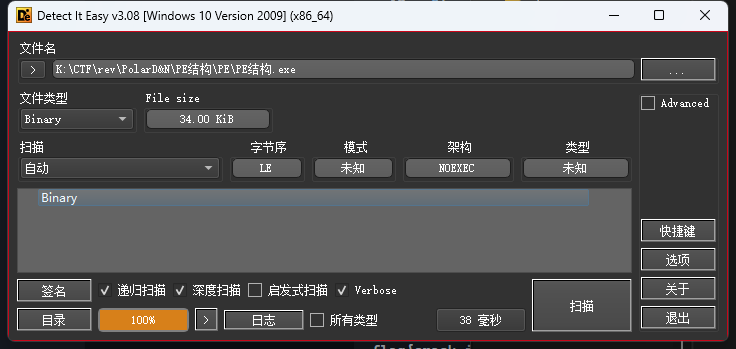 Detect It Easy v3.08 [Windows 10 Version 2009] (x86_64)
文件名
> K:\CTF\rev\PolarD&N\PE结构\PE\PE结构.exe ...
文件类型 File size Advanced
Binary 34.00 KiB
扫描 字节序 模式 架构 类型
自动 LE 未知 NOEXEC 未知
Binary
快捷键
选项
签名 递归扫描 深度扫描 启发式扫描 Verbose 扫描 关于
目录 100% > 日志 所有类型 38 毫秒 退出